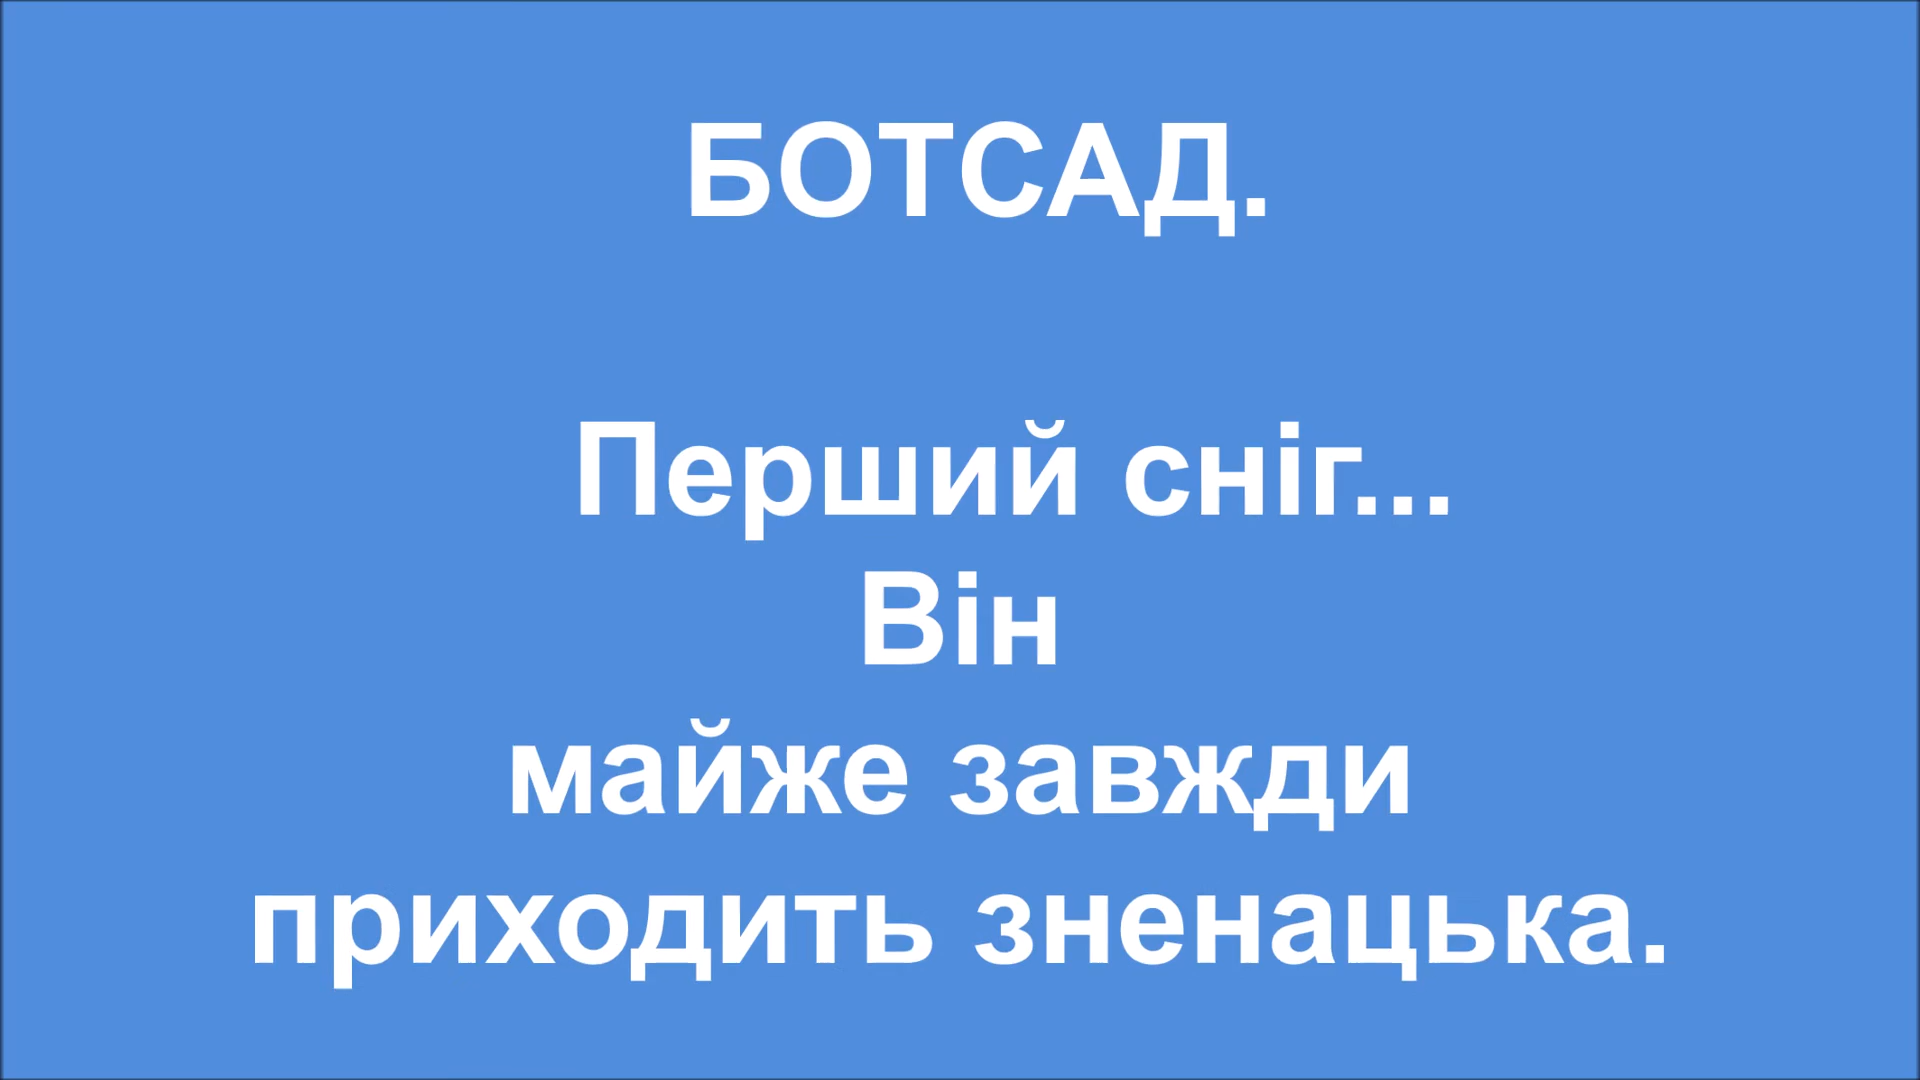 БОТСАД.
Перший сніг...
Він
майже завжди
приходить зненацька.